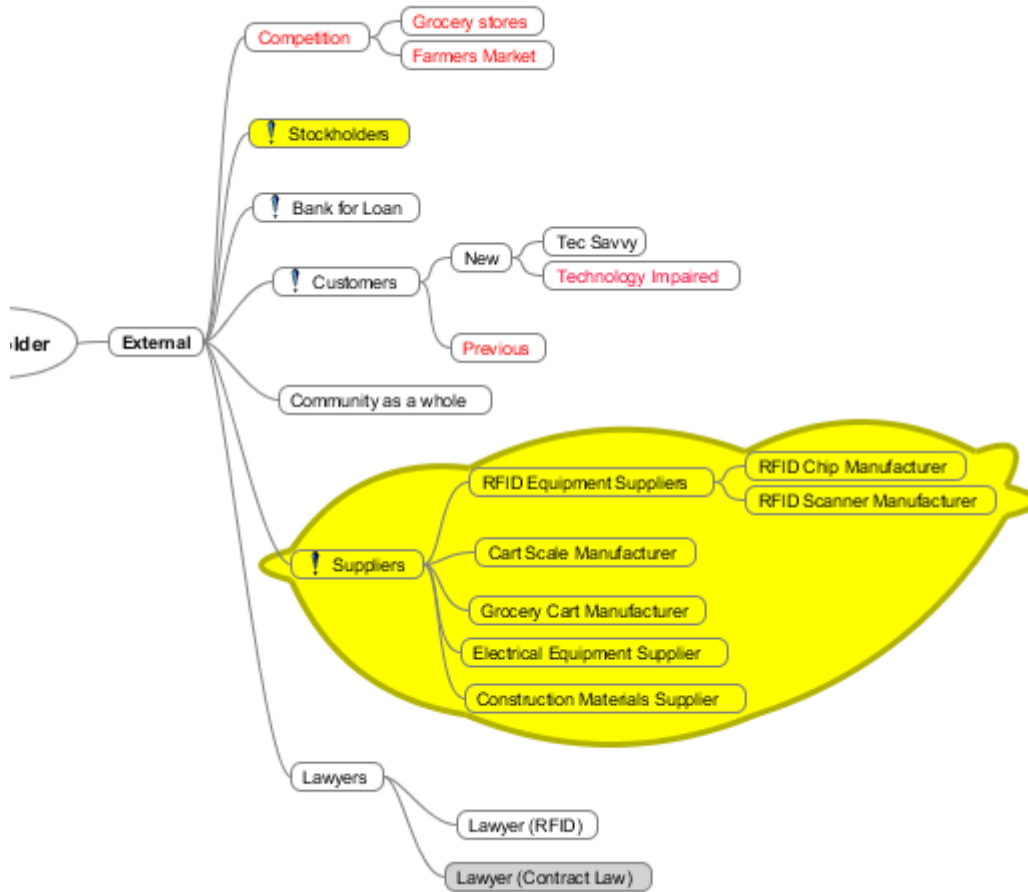 Competition
Grocery stores
Farmers Market
Stockholders
Bank for Loan
Customers
New
Tec Savvy
Technology Impaired
Previous
lder
External
Community as a whole
Suppliers
RFID Equipment Suppliers
RFID Chip Manufacturer
RFID Scanner Manufacturer
Cart Scale Manufacturer
Grocery Cart Manufacturer
Electrical Equipment Supplier
Construction Materials Supplier
Lawyers
Lawyer (RFID)
Lawyer (Contract Law)